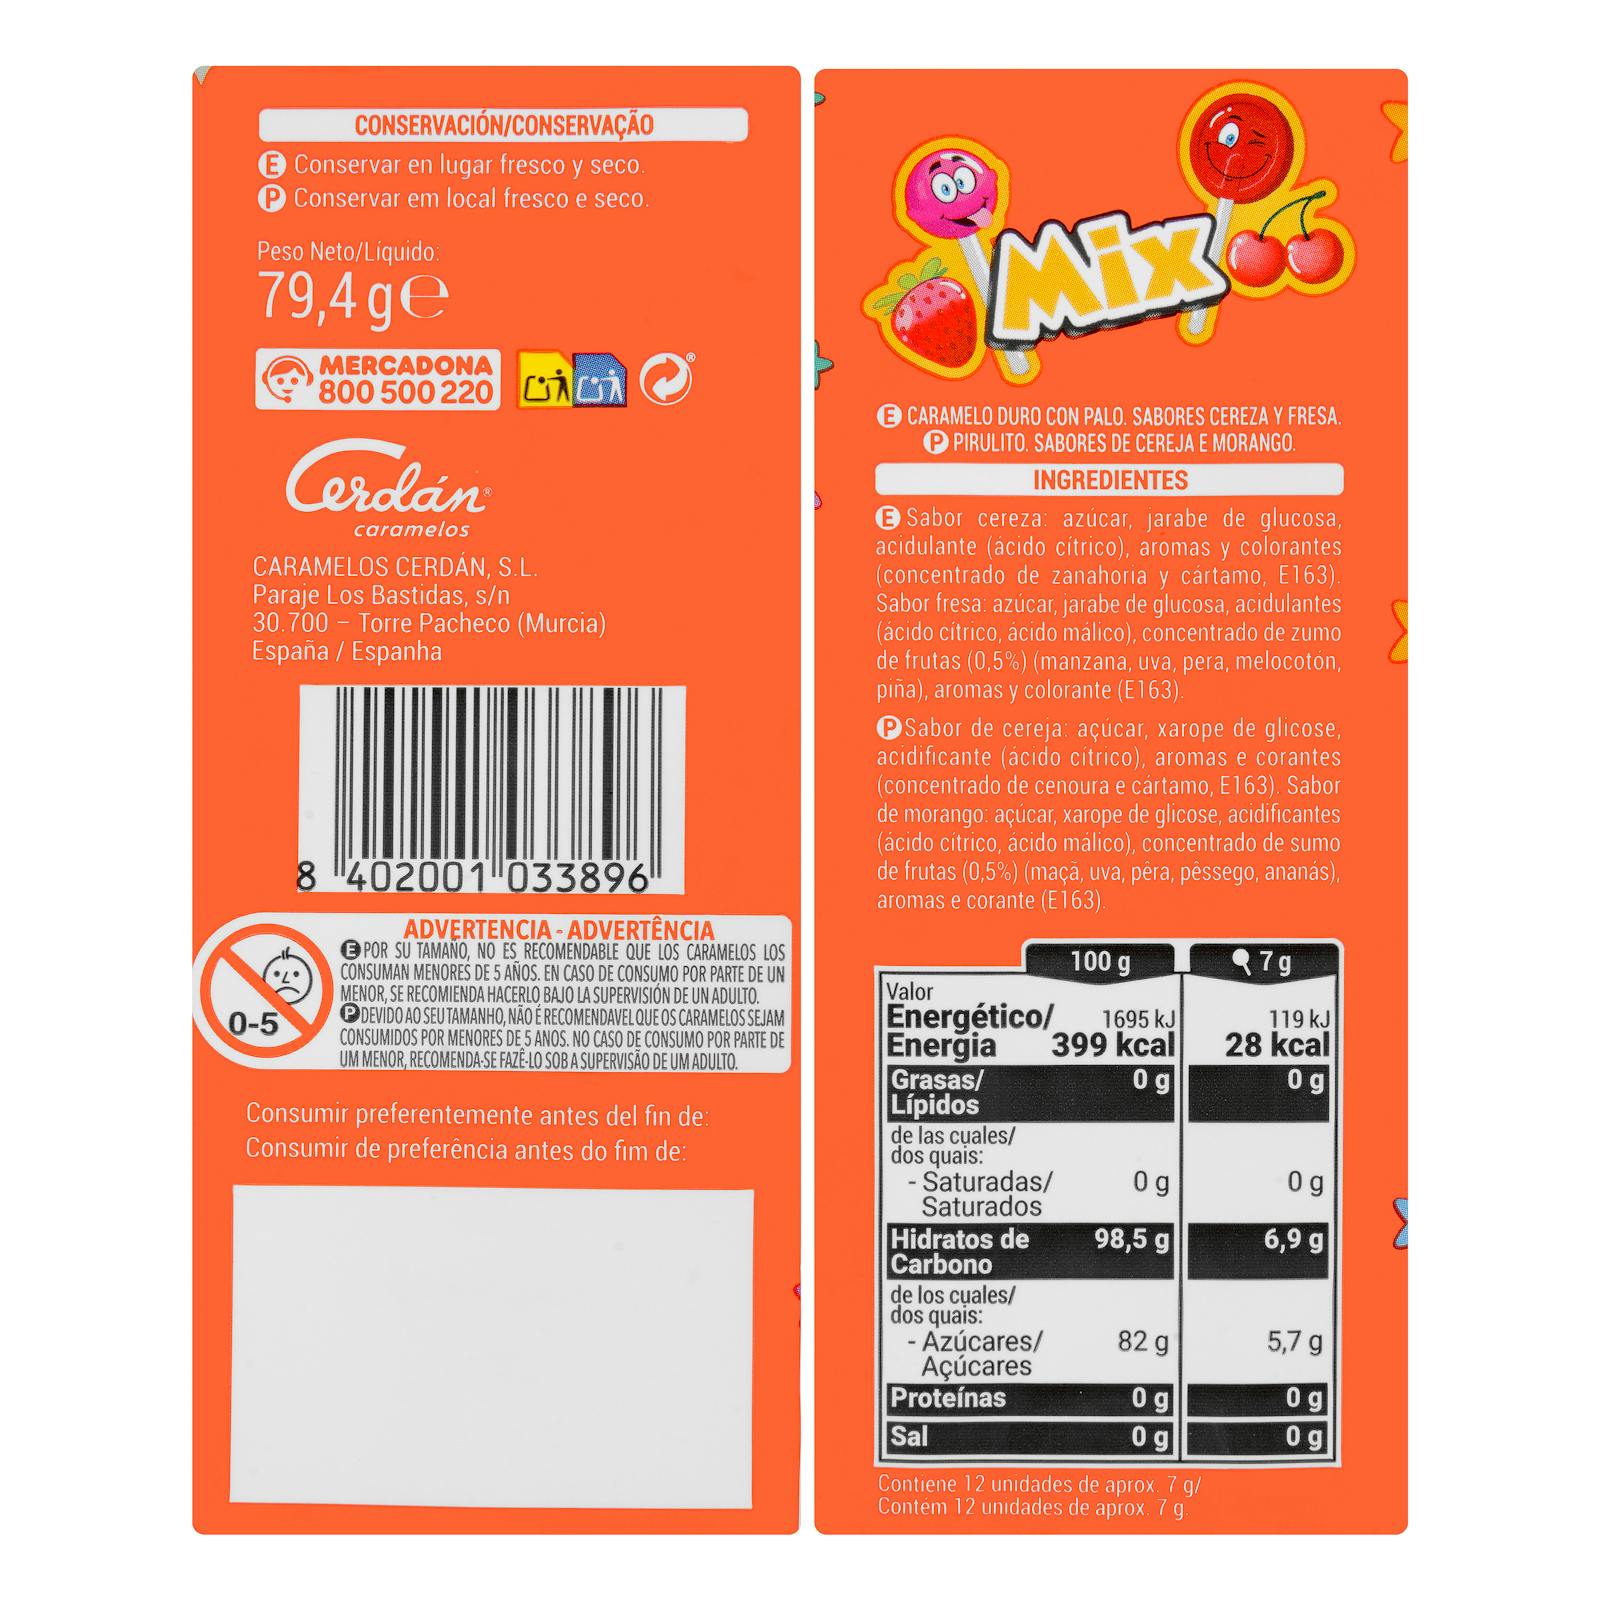 CONSERVACIÓN/CONSERVAÇÃO
E Conservar en lugar fresco y seco.
P Conservar em local fresco e seco.
Peso Neto/Líquido:
79,4 g ℮
MERCADONA
800 500 220
Cerdán®
caramelos
CARAMELOS CERDÁN, S.L.
Paraje Los Bastidas, s/n
30.700 – Torre Pacheco (Murcia)
España / Espanha
8 402001 033896
ADVERTENCIA - ADVERTÊNCIA
E POR SU TAMAÑO, NO ES RECOMENDABLE QUE LOS CARAMELOS LOS
CONSUMAN MENORES DE 5 AÑOS. EN CASO DE CONSUMO POR PARTE DE UN
MENOR, SE RECOMIENDA HACERLO BAJO LA SUPERVISIÓN DE UN ADULTO.
P DEVIDO AO SEU TAMANHO, NÃO É RECOMENDAVEL QUE OS CARAMELOS SEJAM
CONSUMIDOS POR MENORES DE 5 ANOS. NO CASO DE CONSUMO POR PARTE DE
UM MENOR, RECOMENDA-SE FAZÊ-LO SOB A SUPERVISÃO DE UM ADULTO.
0-5
Consumir preferentemente antes del fin de:
Consumir de preferência antes do fim de:
Mix
E CARAMELO DURO CON PALO. SABORES CEREZA Y FRESA.
P PIRULITO. SABORES DE CEREJA E MORANGO.
INGREDIENTES
E Sabor cereza: azúcar, jarabe de glucosa,
acidulante (ácido cítrico), aromas y colorantes
(concentrado de zanahoria y cártamo, E163).
Sabor fresa: azúcar, jarabe de glucosa, acidulantes
(ácido cítrico, ácido málico), concentrado de zumo
de frutas (0,5%) (manzana, uva, pera, melocotón,
piña), aromas y colorante (E163).
P Sabor de cereja: açúcar, xarope de glicose,
acidificante (ácido cítrico), aromas e corantes
(concentrado de cenoura e cártamo, E163). Sabor
de morango: açúcar, xarope de glicose, acidificantes
(ácido cítrico, ácido málico), concentrado de sumo
de frutas (0,5%) (maçã, uva, pêra, pêssego, ananás),
aromas e corante (E163).
100 g 7 g
Valor
Energético/ 1695 kJ 119 kJ
Energia 399 kcal 28 kcal
Grasas/ 0 g 0 g
Lípidos
de las cuales/
dos quais:
- Saturadas/ 0 g 0 g
Saturados
Hidratos de 98,5 g 6,9 g
Carbono
de los cuales/
dos quais:
- Azúcares/ 82 g 5,7 g
Açúcares
Proteínas 0 g 0 g
Sal 0 g 0 g
Contiene 12 unidades de aprox. 7 g/
Contém 12 unidades de aprox. 7 g.